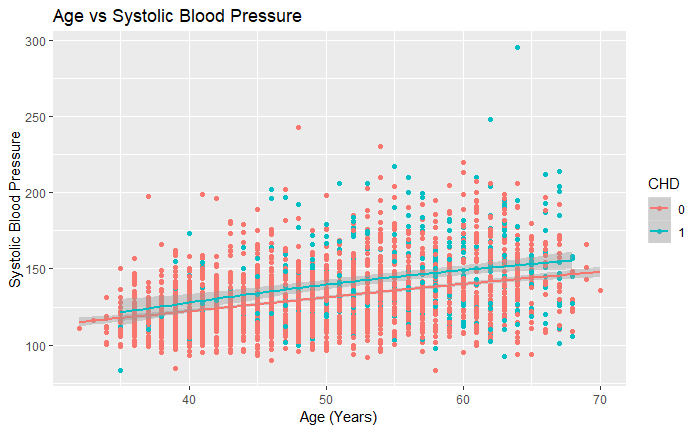 Age vs Systolic Blood Pressure
300
250
200
150
100
Systolic Blood Pressure
40
50
60
70
Age (Years)
CHD
0
1